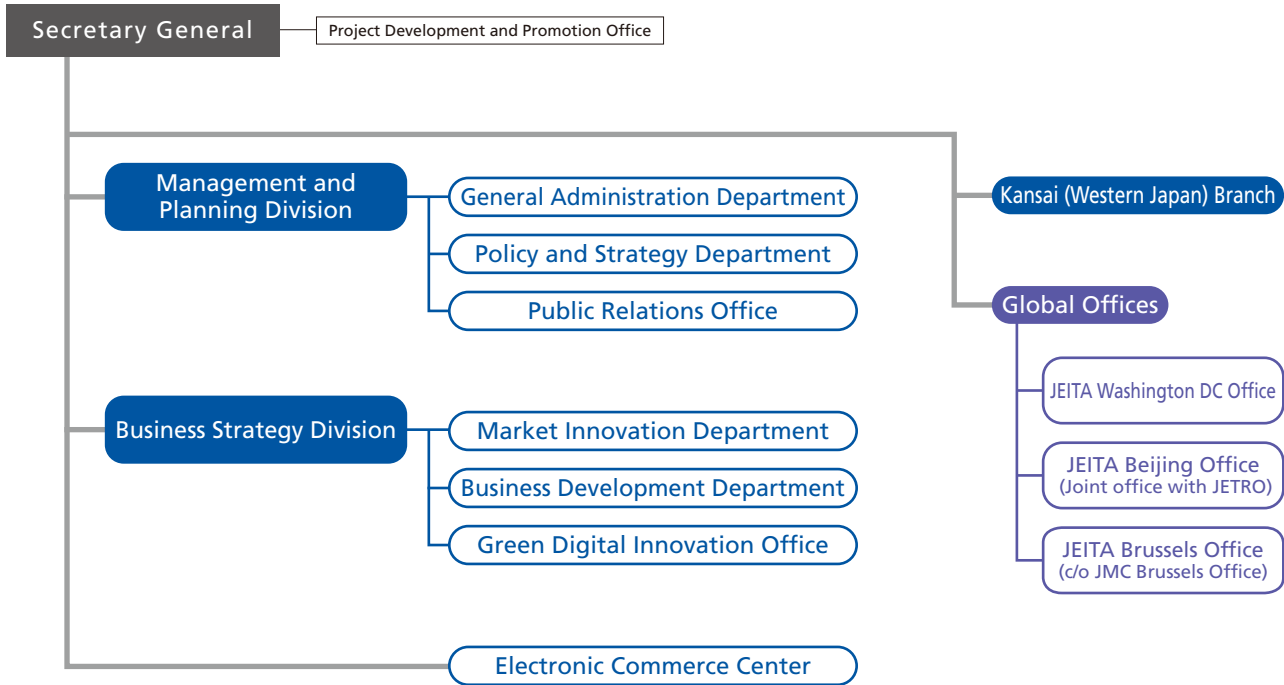 Secretary General
Project Development and Promotion Office
Management and
Planning Division
General Administration Department
Policy and Strategy Department
Public Relations Office
Business Strategy Division
Market Innovation Department
Business Development Department
Green Digital Innovation Office
Electronic Commerce Center
Kansai (Western Japan) Branch
Global Offices
JEITA Washington DC Office
JEITA Beijing Office
(Joint office with JETRO)
JEITA Brussels Office
(c/o JMC Brussels Office)